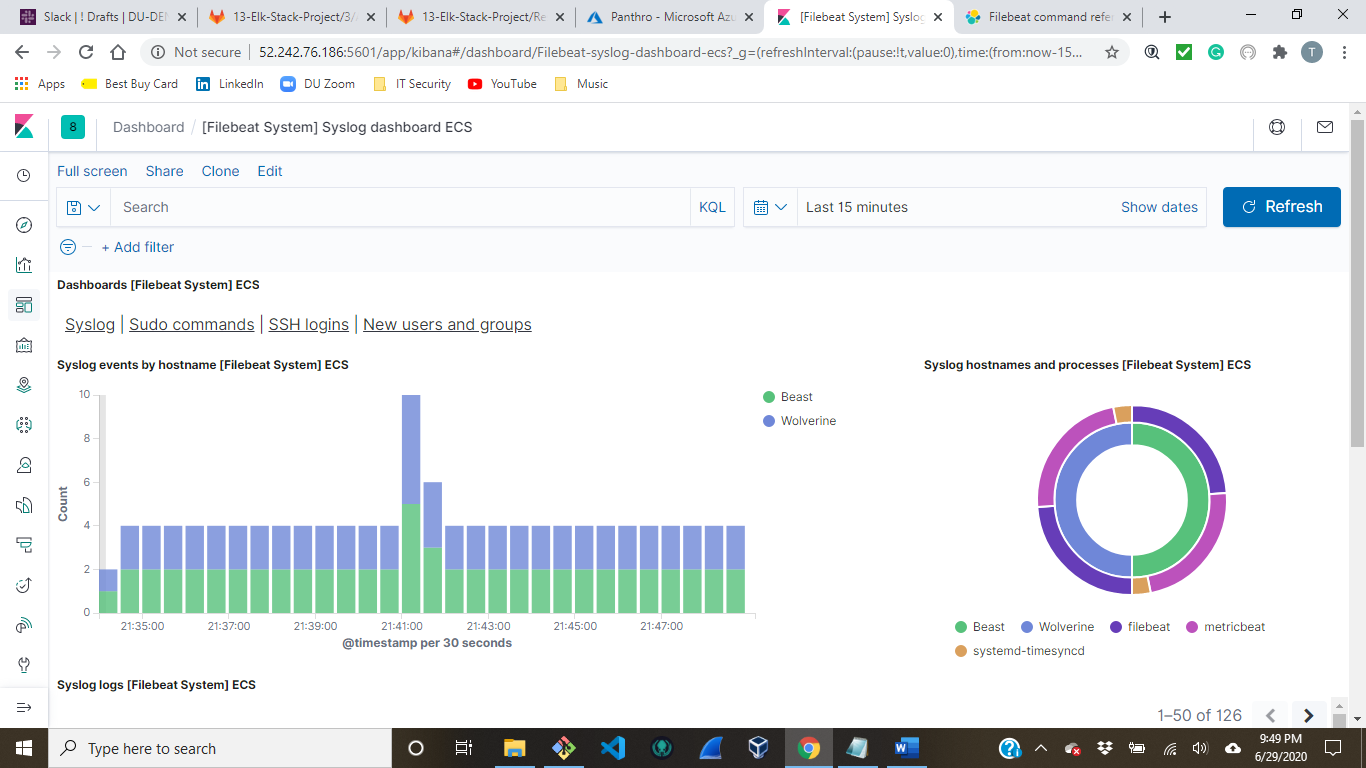 Slack | ! Drafts | DU-DEN
13-Elk-Stack-Project/3/
13-Elk-Stack-Project/Re
Panthro - Microsoft Azu
[Filebeat System] Syslog
Filebeat command refer
Not secure
52.242.76.186:5601/app/kibana#/dashboard/Filebeat-syslog-dashboard-ecs?_g=(refreshInterval:(pause:!t,value:0),time:(from:now-15...
T
Apps
Best Buy Card
LinkedIn
DU Zoom
IT Security
YouTube
Music
8
Dashboard / [Filebeat System] Syslog dashboard ECS
Full screen Share Clone Edit
Search
KQL
Last 15 minutes
Show dates
Refresh
+ Add filter
Dashboards [Filebeat System] ECS
Syslog | Sudo commands | SSH logins | New users and groups
Syslog events by hostname [Filebeat System] ECS
10
8
6
4
2
0
Count
21:35:00 21:37:00 21:39:00 21:41:00 21:43:00 21:45:00 21:47:00
@timestamp per 30 seconds
Beast
Wolverine
Syslog hostnames and processes [Filebeat System] ECS
Beast Wolverine filebeat metricbeat
systemd-timesyncd
Syslog logs [Filebeat System] ECS
1–50 of 126
Type here to search
9:49 PM
6/29/2020